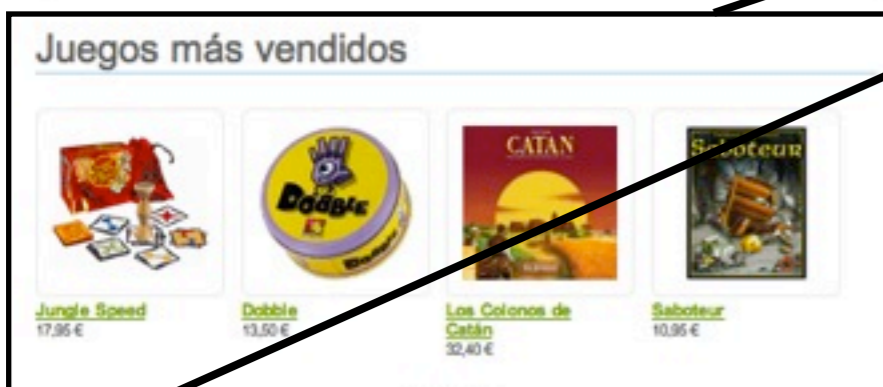 Juegos más vendidos
CATAN
Saboteur
DOBBLE
Jungle Speed
17,95 €
Dobble
13,50 €
Los Colonos de
Catán
32,40 €
Saboteur
10,95 €